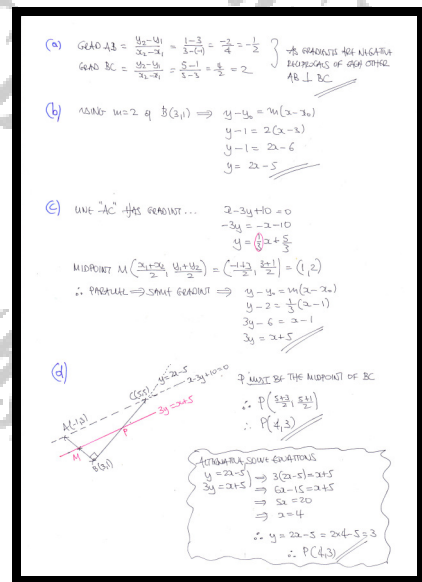 (a) GRAD AB = y₂-y₁/x₂-x₁ = 1-3/3-(-1) = -2/4 = -1/2
GRAD BC = y₂-y₁/x₂-x₁ = 5-1/5-3 = 4/2 = 2
} AS GRADIENTS ARE NEGATIVE
RECIPROCALS OF EACH OTHER
AB ⊥ BC
(b) USING m=2 & B(3,1) ⟹ y-y₀ = m(x-x₀)
y-1 = 2(x-3)
y-1 = 2x-6
y = 2x-5
(c) LINE "AC" HAS GRADIENT... x-3y+10=0
-3y = -x-10
y = 1/3x + 5/3
MIDPOINT M(x₁+x₂/2, y₁+y₂/2) = (-1+3/2, 3+1/2) = (1,2)
∴ PARALLEL ⟹ SAME GRADIENT ⟹ y-y₀ = m(x-x₀)
y-2 = 1/3(x-1)
3y-6 = x-1
3y = x+5
(d)
y=2x-5
C(5,5)
x-3y+10=0
A(-1,3)
3y=x+5
P
M
B(3,1)
P MUST BE THE MIDPOINT OF BC
∴ P(5+3/2, 5+1/2)
∴ P(4,3)
ALTERNATIVE SOLVE EQUATIONS
y=2x-5
3y=x+5 } ⟹ 3(2x-5)=x+5
⟹ 6x-15=x+5
⟹ 5x=20
⟹ x=4
∴ y=2x-5=2×4-5=3
∴ P(4,3)